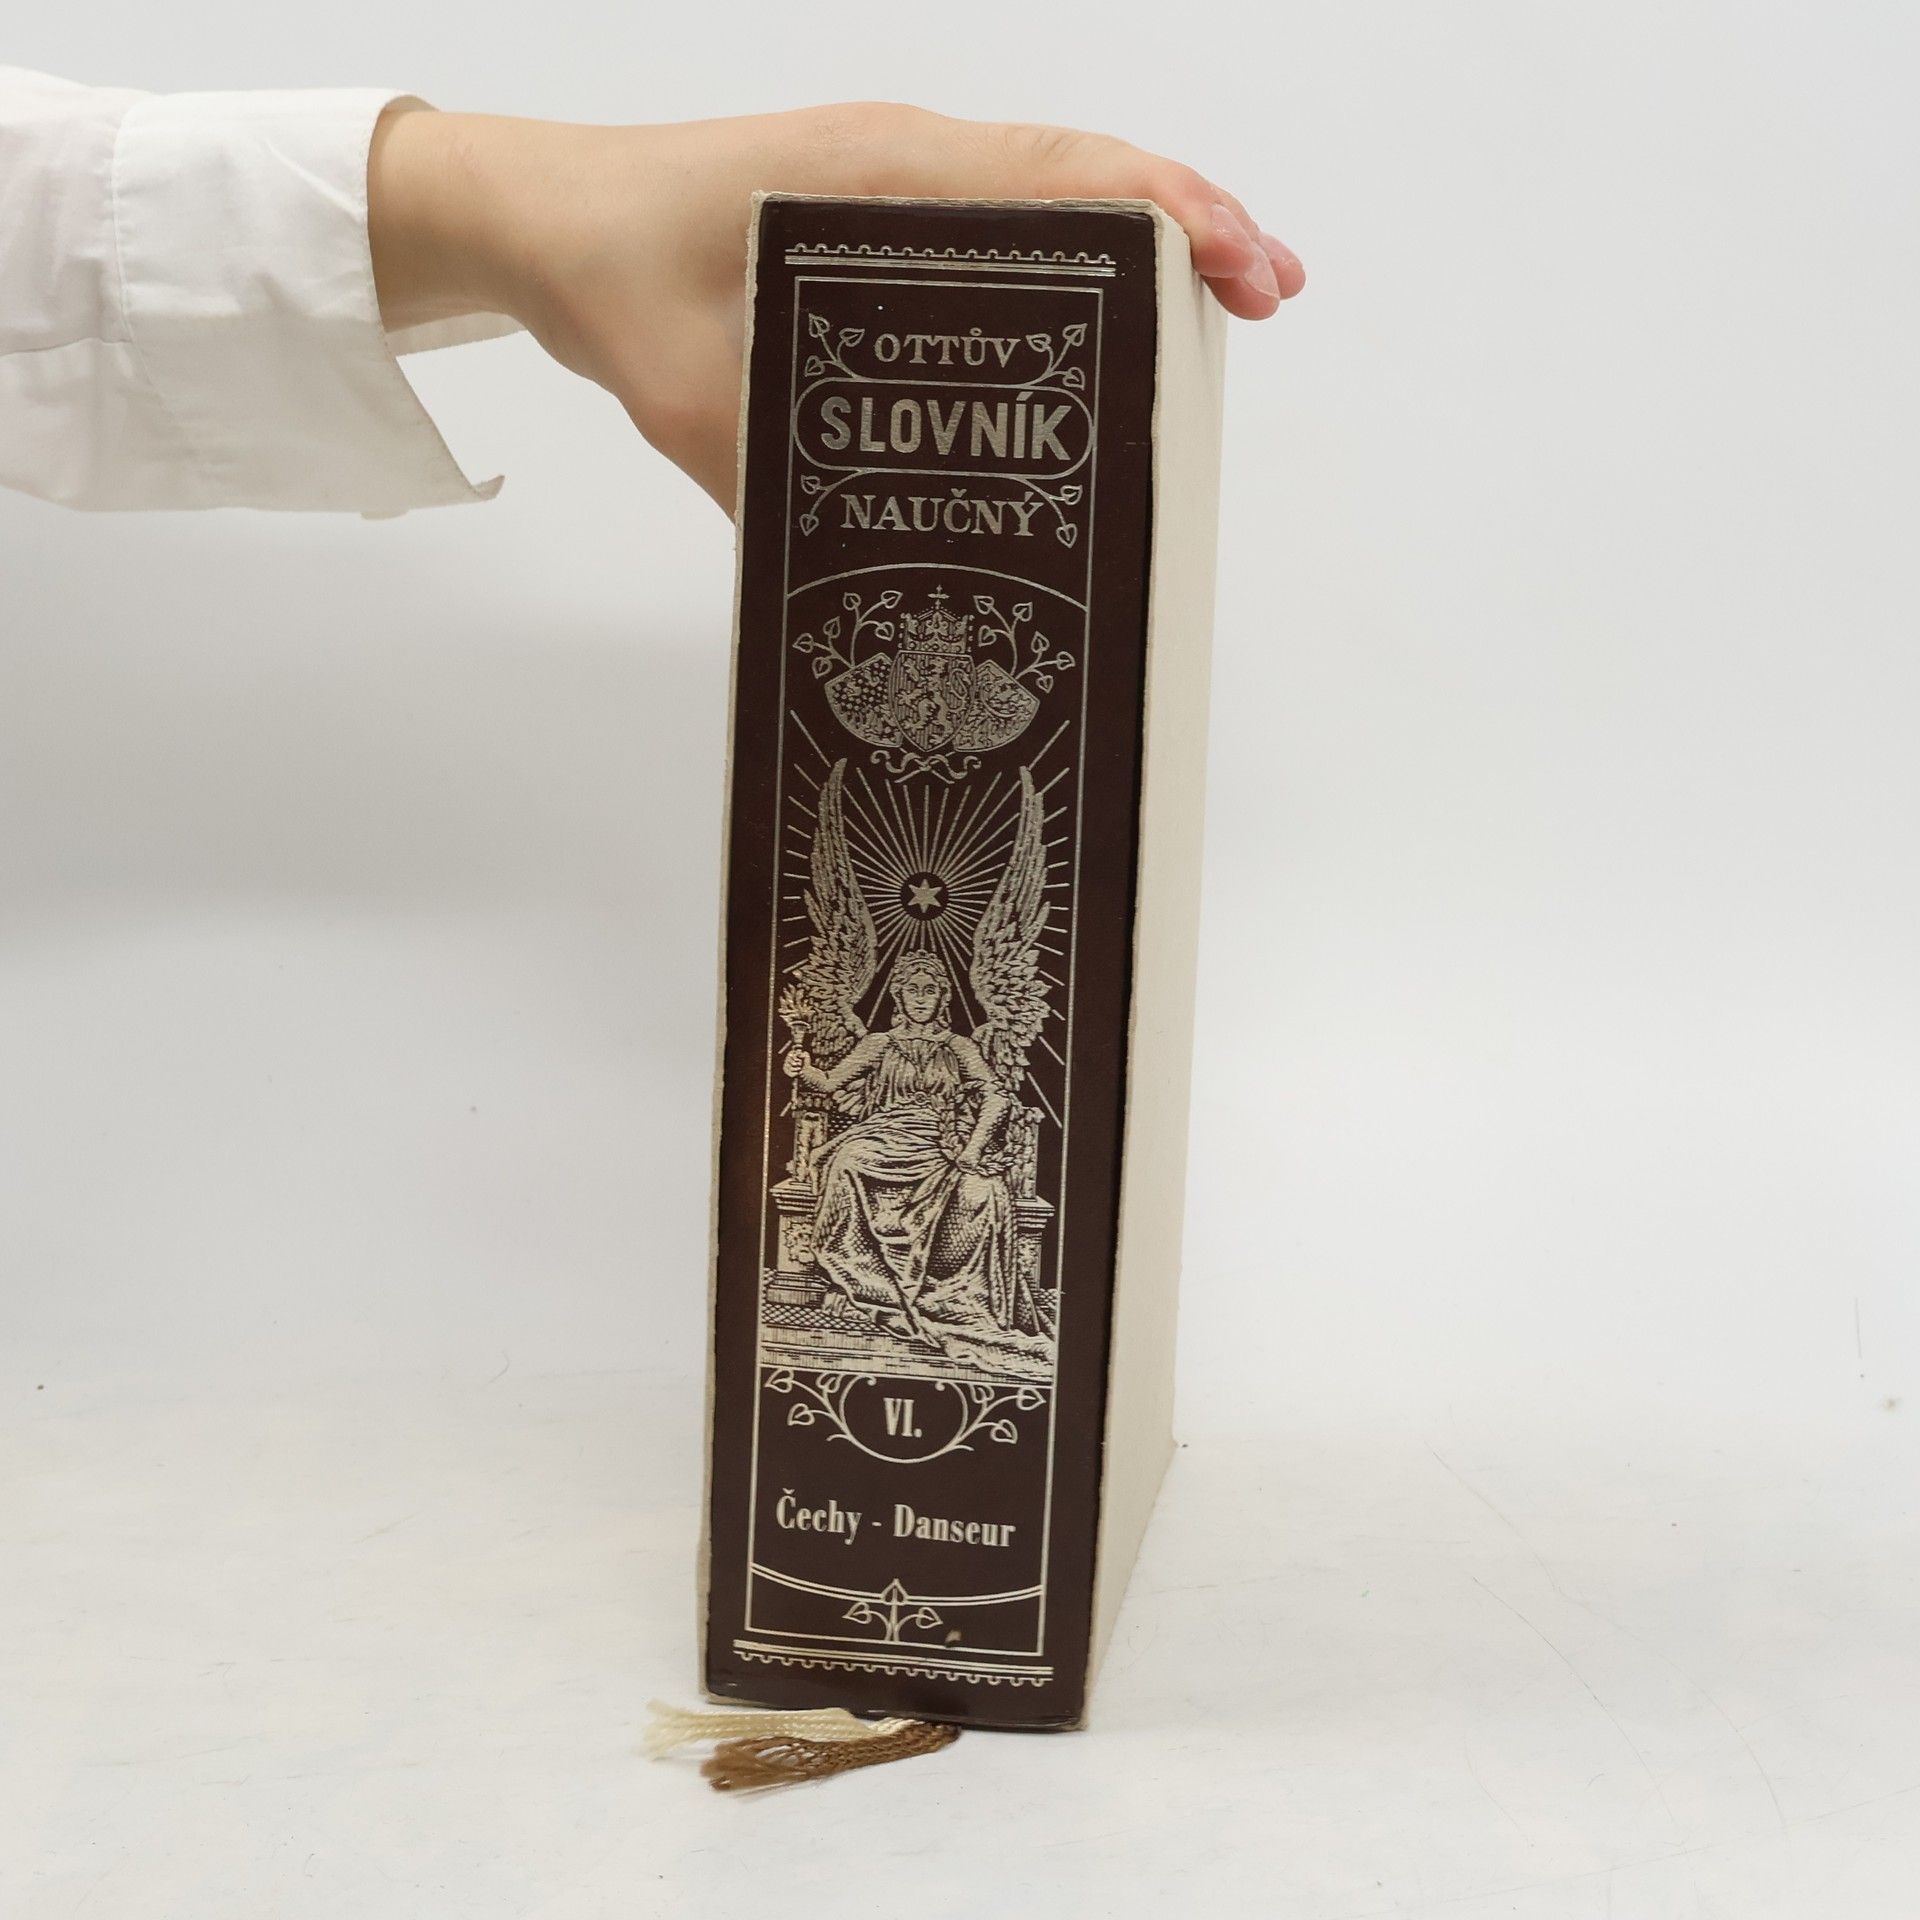 OTTŮV
SLOVNÍK
NAUČNÝ
VI.
Čechy - Danseur